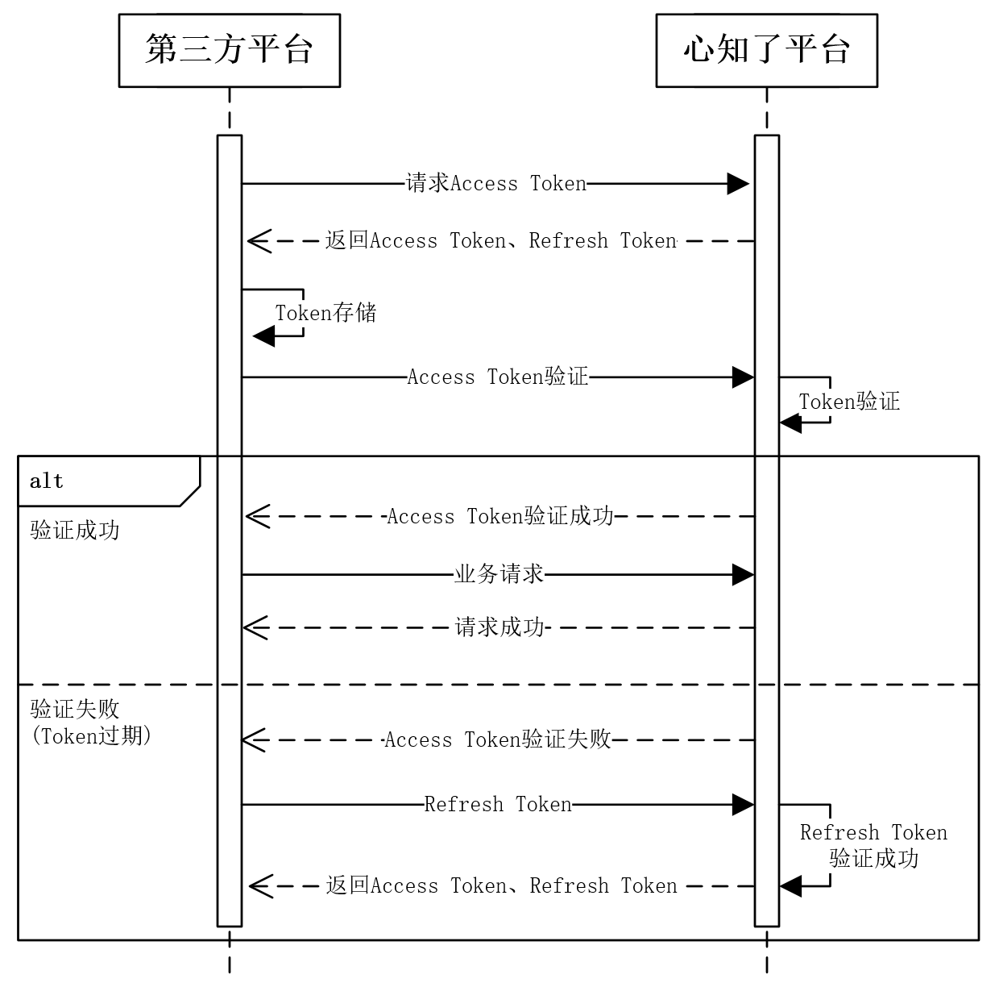 第三方平台
心知了平台
请求Access Token
返回Access Token、Refresh Token
Token存储
Access Token验证
Token验证
alt
验证成功
Access Token验证成功
业务请求
请求成功
验证失败
(Token过期)
Access Token验证失败
Refresh Token
Refresh Token
验证成功
返回Access Token、Refresh Token